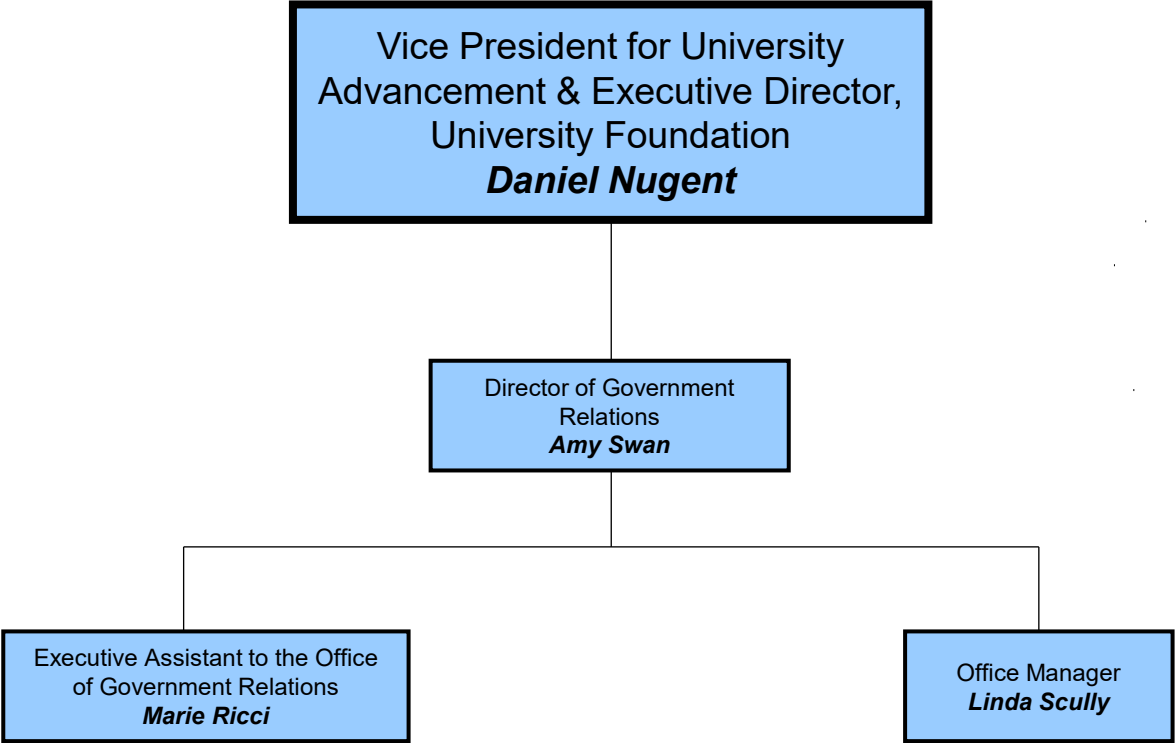 Vice President for University
Advancement & Executive Director,
University Foundation
Daniel Nugent
Director of Government
Relations
Amy Swan
Executive Assistant to the Office
of Government Relations
Marie Ricci
Office Manager
Linda Scully